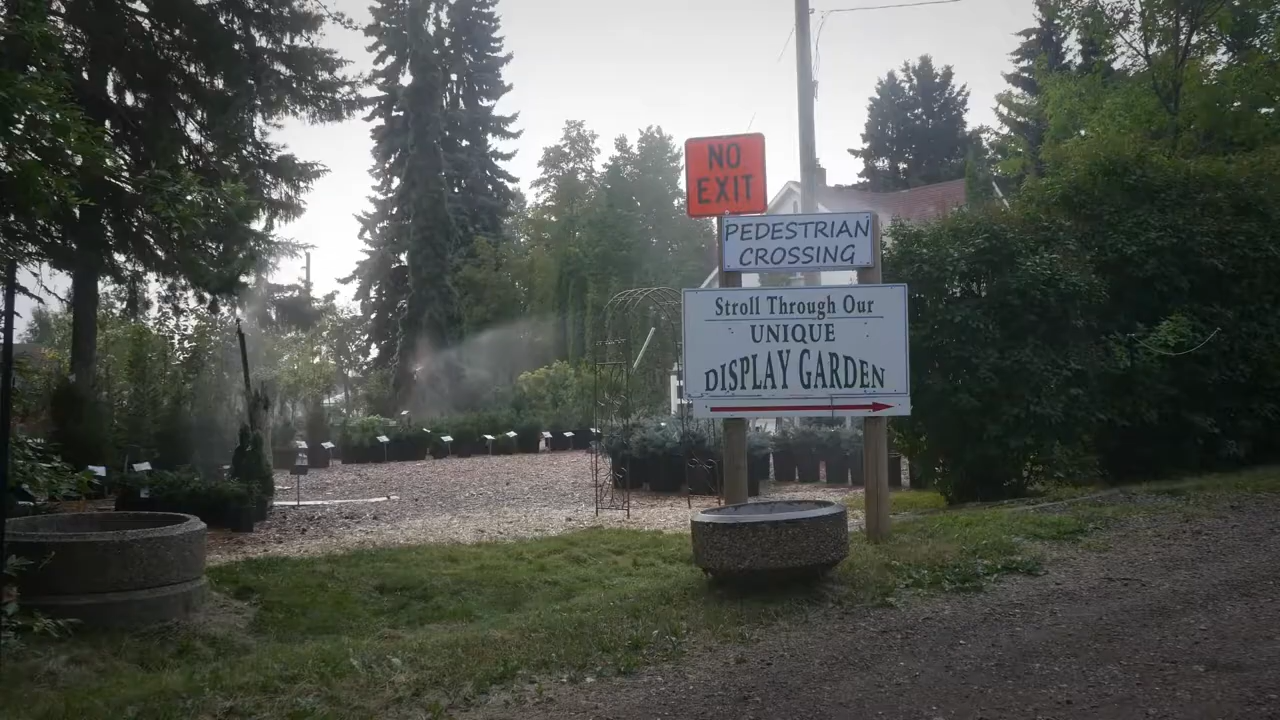 NO
EXIT
PEDESTRIAN
CROSSING
Stroll Through Our
UNIQUE
DISPLAY GARDEN